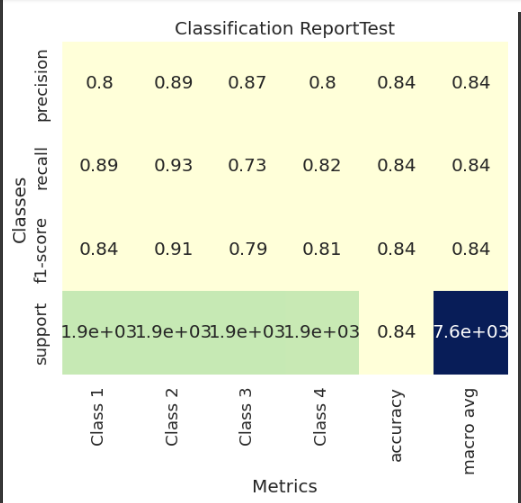 Classification ReportTest
Classes
precision 0.8 0.89 0.87 0.8 0.84 0.84
recall 0.89 0.93 0.73 0.82 0.84 0.84
f1-score 0.84 0.91 0.79 0.81 0.84 0.84
support 1.9e+03 1.9e+03 1.9e+03 1.9e+03 0.84 7.6e+03
Class 1 Class 2 Class 3 Class 4 accuracy macro avg
Metrics